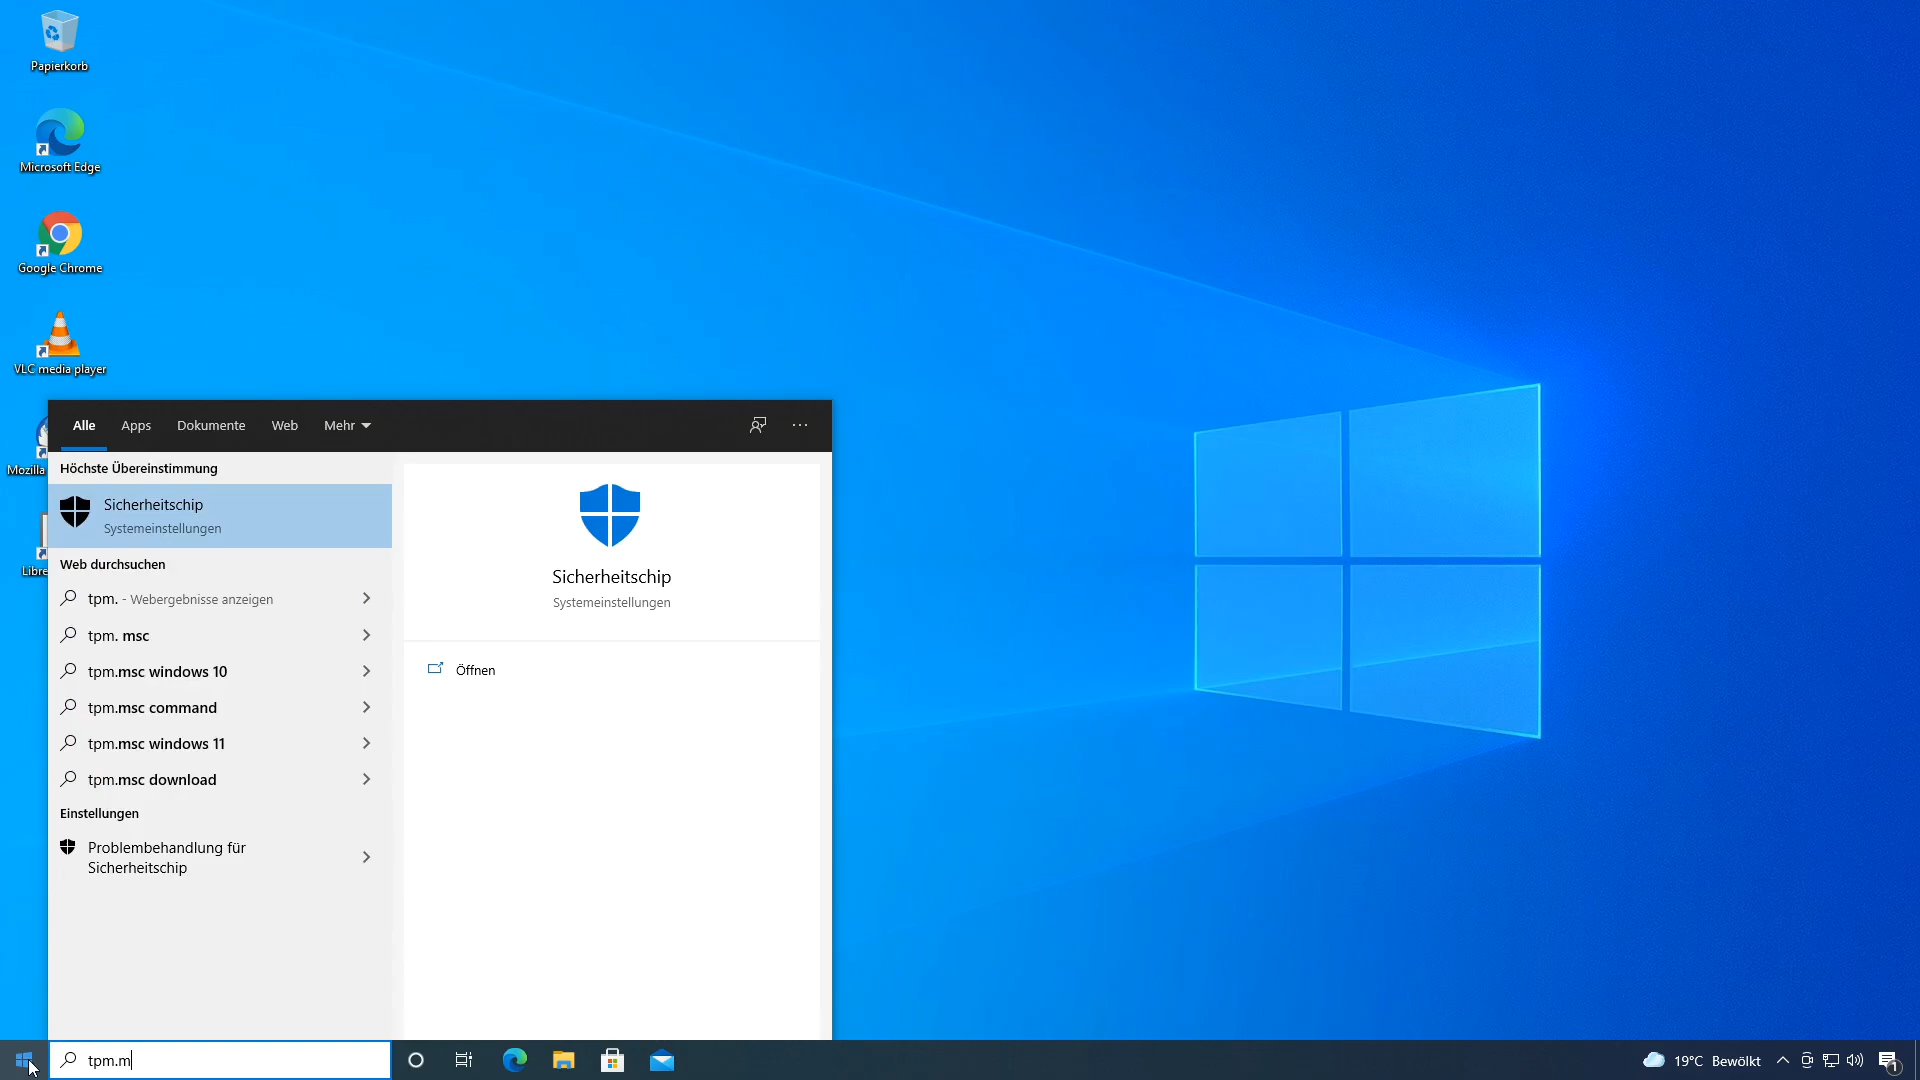 Papierkorb
Microsoft Edge
Google Chrome
VLC media player
Mozilla
Libre
Alle Apps Dokumente Web Mehr
Höchste Übereinstimmung
Sicherheitschip
Systemeinstellungen
Web durchsuchen
tpm. - Webergebnisse anzeigen
tpm. msc
tpm.msc windows 10
tpm.msc command
tpm.msc windows 11
tpm.msc download
Einstellungen
Problembehandlung für
Sicherheitschip
Sicherheitschip
Systemeinstellungen
Öffnen
tpm.m
19°C Bewölkt
1